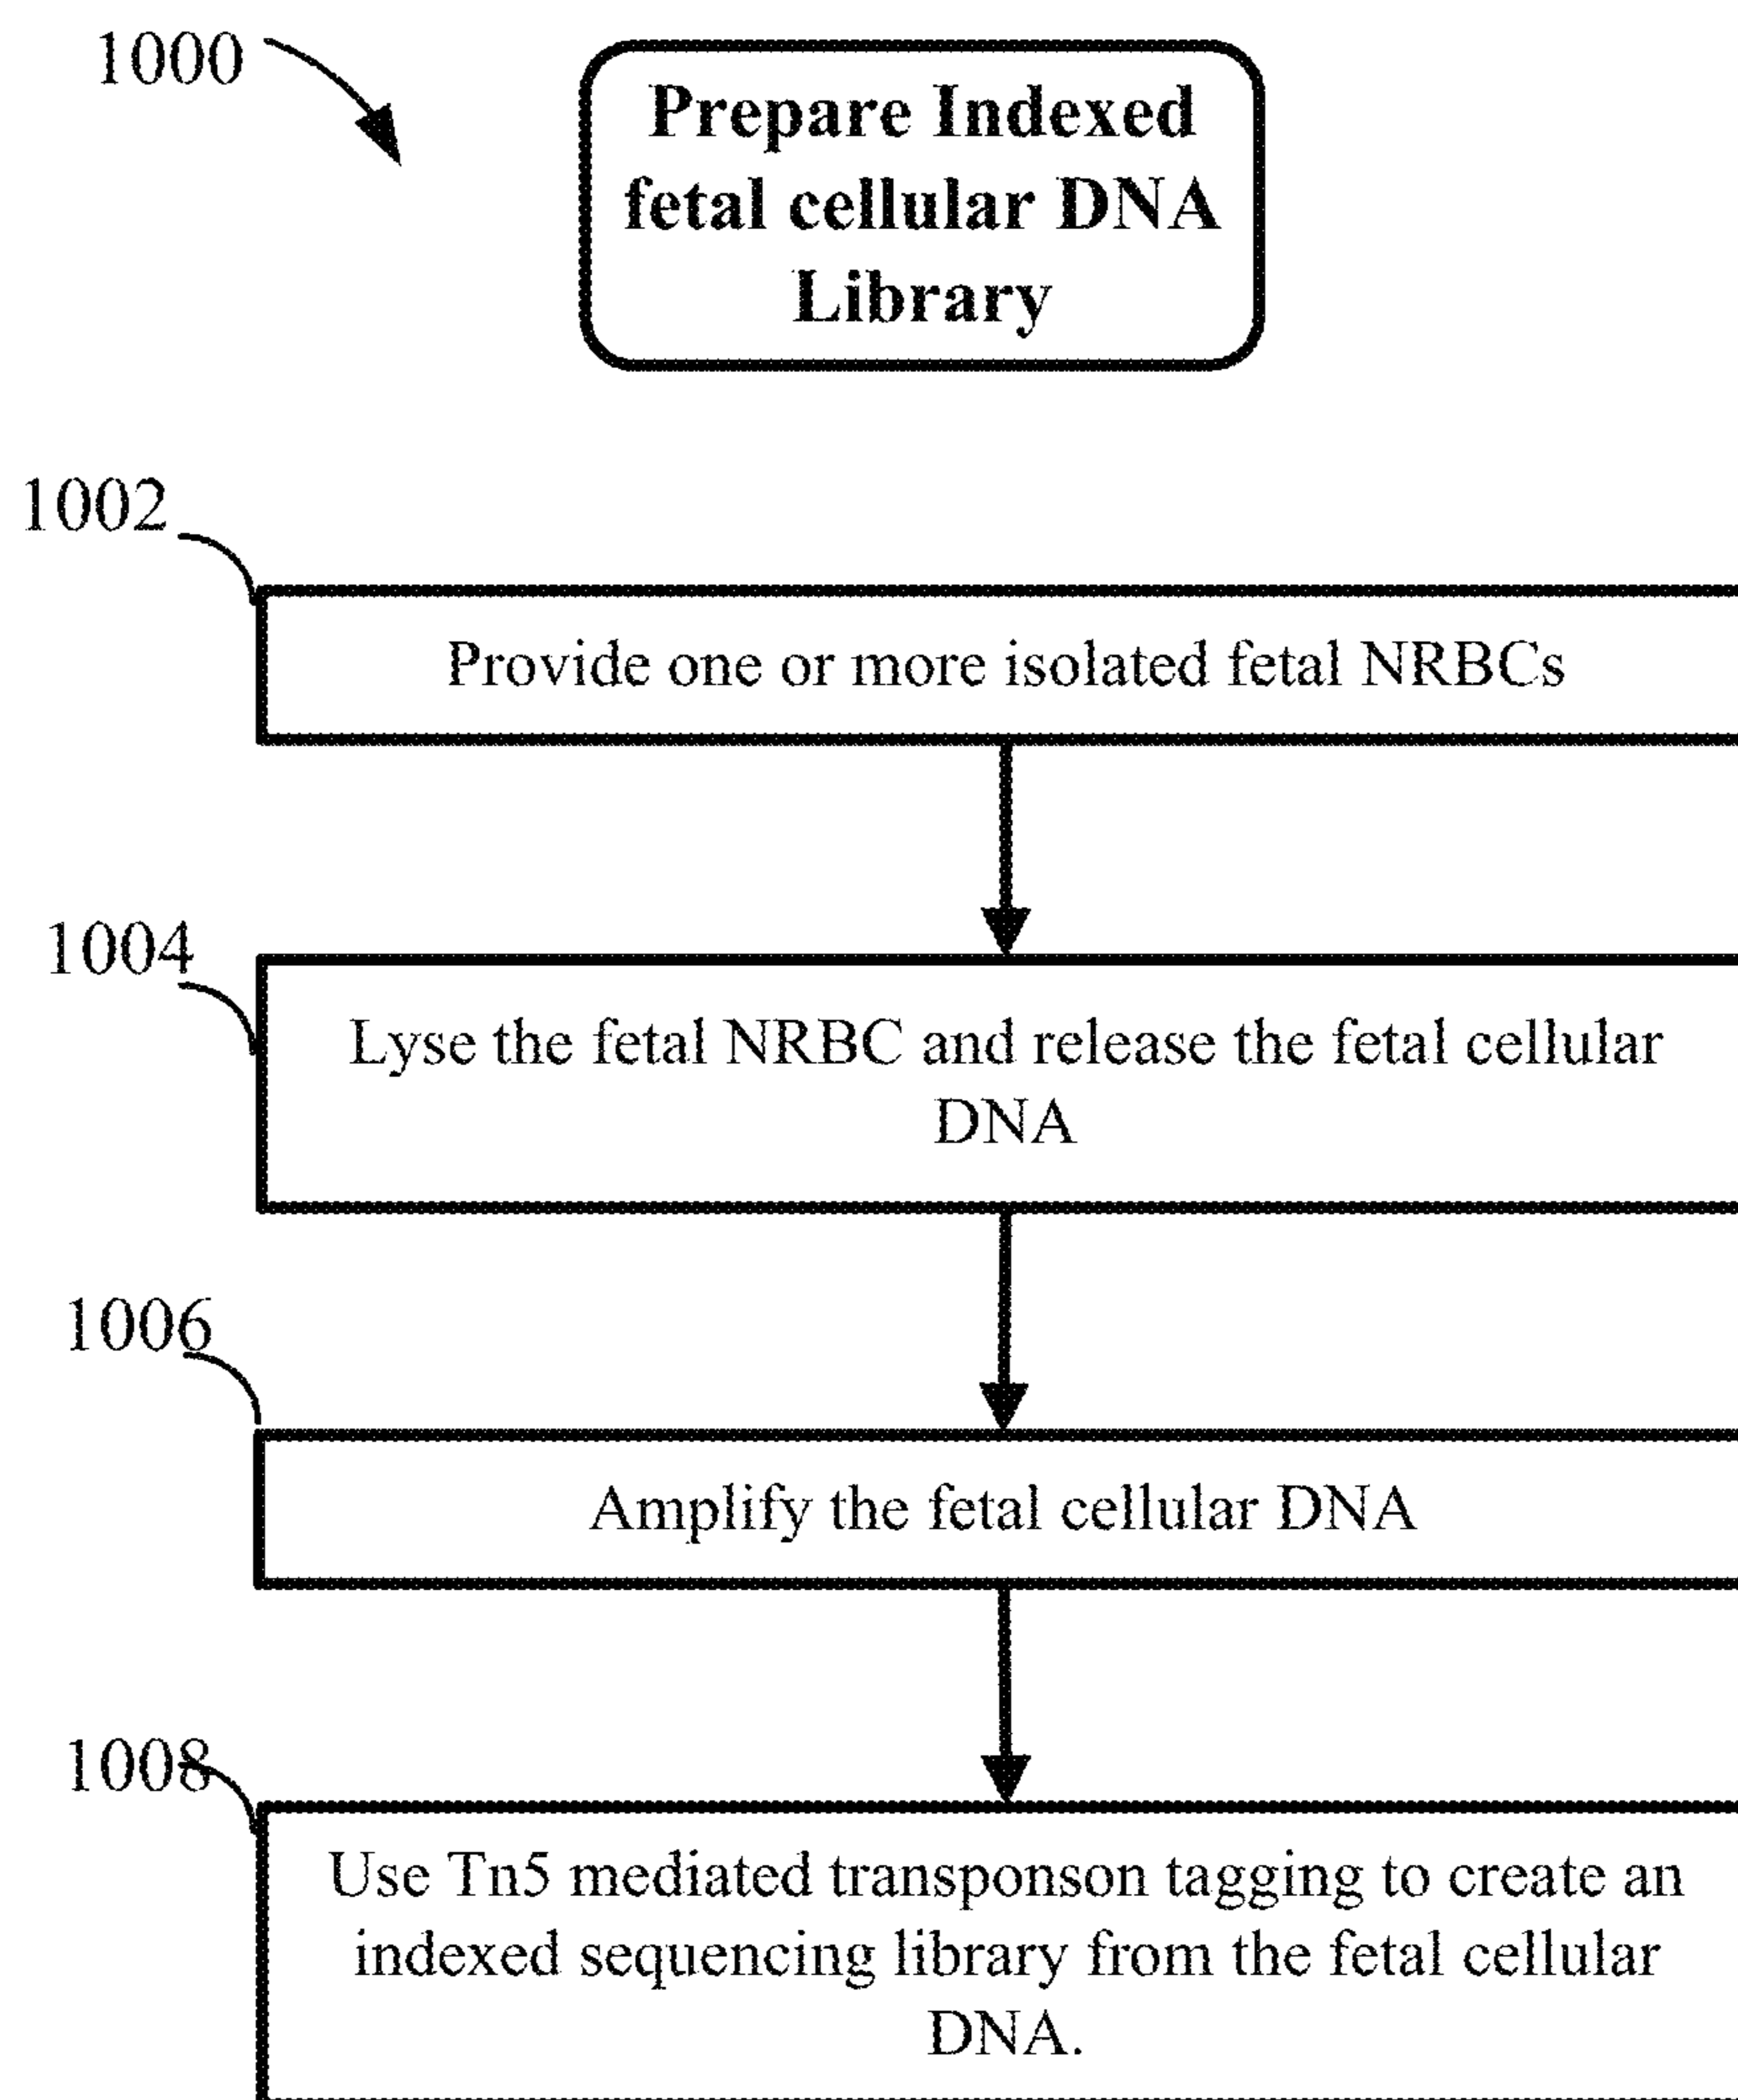 1000
Prepare Indexed
fetal cellular DNA
Library
1002
Provide one or more isolated fetal NRBCs
1004
Lyse the fetal NRBC and release the fetal cellular
DNA
1006
Amplify the fetal cellular DNA
1008
Use Tn5 mediated transponson tagging to create an
indexed sequencing library from the fetal cellular
DNA.